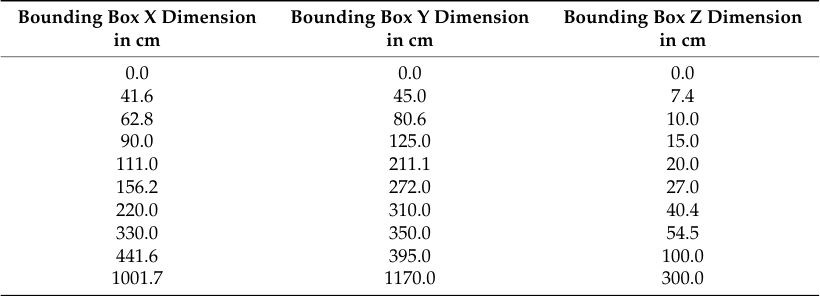 Bounding Box X Dimension Bounding Box Y Dimension Bounding Box Z Dimension
in cm in cm in cm
0.0 0.0 0.0
41.6 45.0 7.4
62.8 80.6 10.0
90.0 125.0 15.0
111.0 211.1 20.0
156.2 272.0 27.0
220.0 310.0 40.4
330.0 350.0 54.5
441.6 395.0 100.0
1001.7 1170.0 300.0